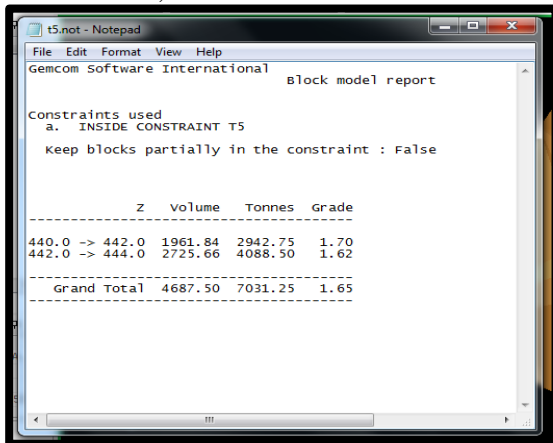 t5.not - Notepad
File Edit Format View Help
Gemcom Software International
Block model report
Constraints used
a. INSIDE CONSTRAINT T5
Keep blocks partially in the constraint : False
Z Volume Tonnes Grade
--------------------------------------
440.0 -> 442.0 1961.84 2942.75 1.70
442.0 -> 444.0 2725.66 4088.50 1.62
--------------------------------------
Grand Total 4687.50 7031.25 1.65
--------------------------------------